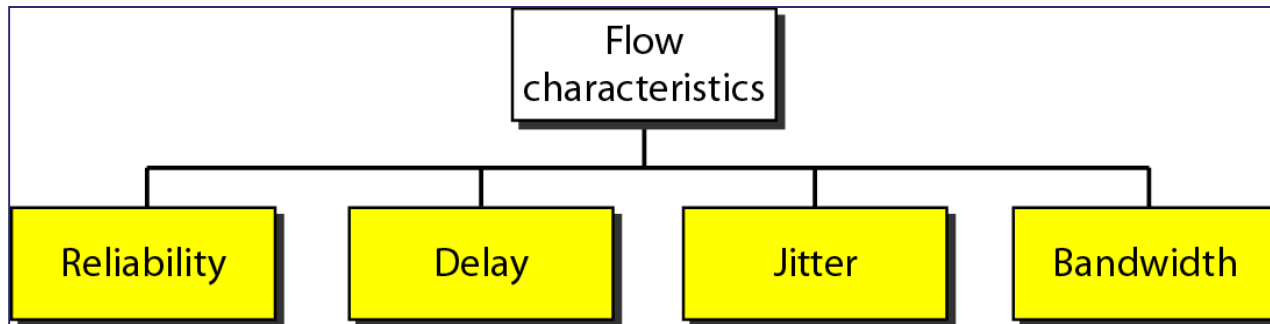 Flow
characteristics
Reliability
Delay
Jitter
Bandwidth